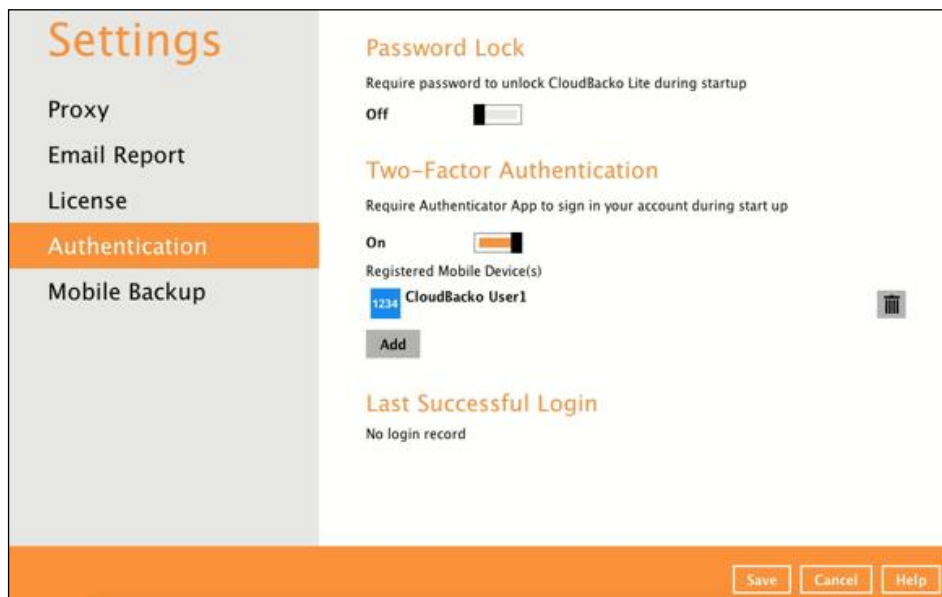 Settings
Proxy
Email Report
License
Authentication
Mobile Backup
Password Lock
Require password to unlock CloudBacko Lite during startup
Off
Two-Factor Authentication
Require Authenticator App to sign in your account during start up
On
Registered Mobile Device(s)
1234 CloudBacko User1
Add
Last Successful Login
No login record
Save Cancel Help